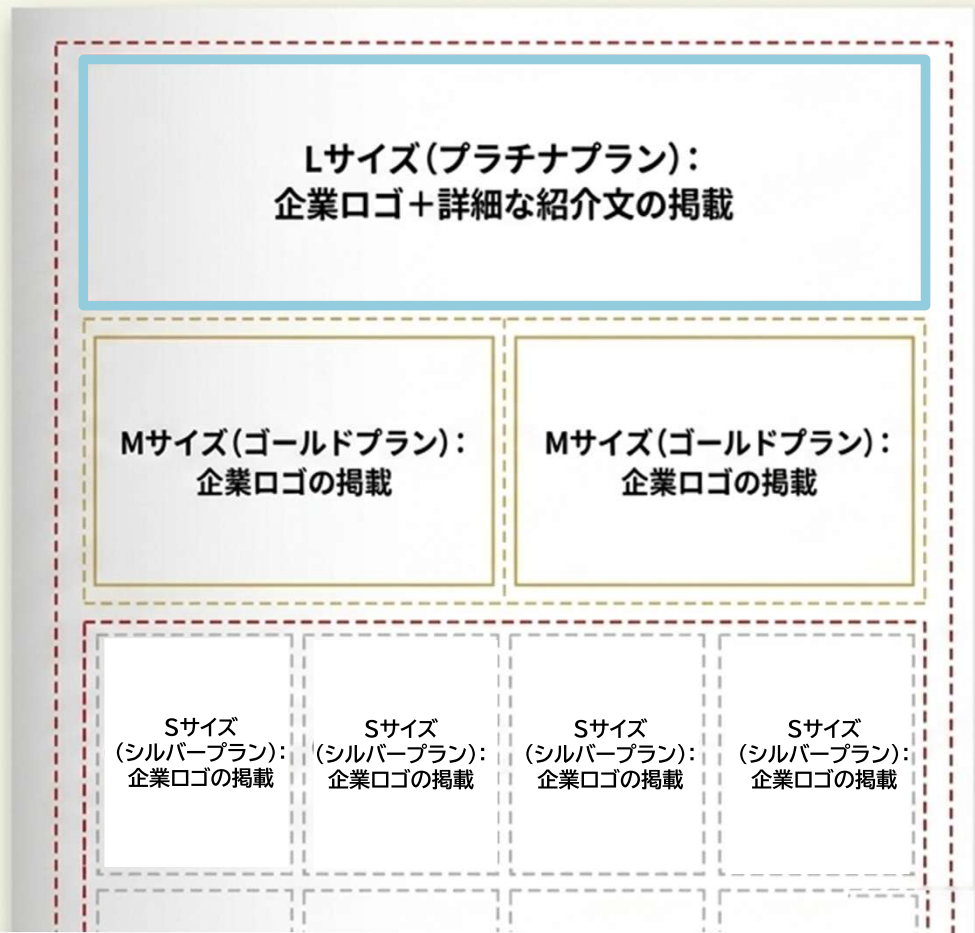 Lサイズ(プラチナプラン):
企業ロゴ+詳細な紹介文の掲載
Mサイズ(ゴールドプラン):
企業ロゴの掲載
Mサイズ(ゴールドプラン):
企業ロゴの掲載
Sサイズ
(シルバープラン):
企業ロゴの掲載
Sサイズ
(シルバープラン):
企業ロゴの掲載
Sサイズ
(シルバープラン):
企業ロゴの掲載
Sサイズ
(シルバープラン):
企業ロゴの掲載